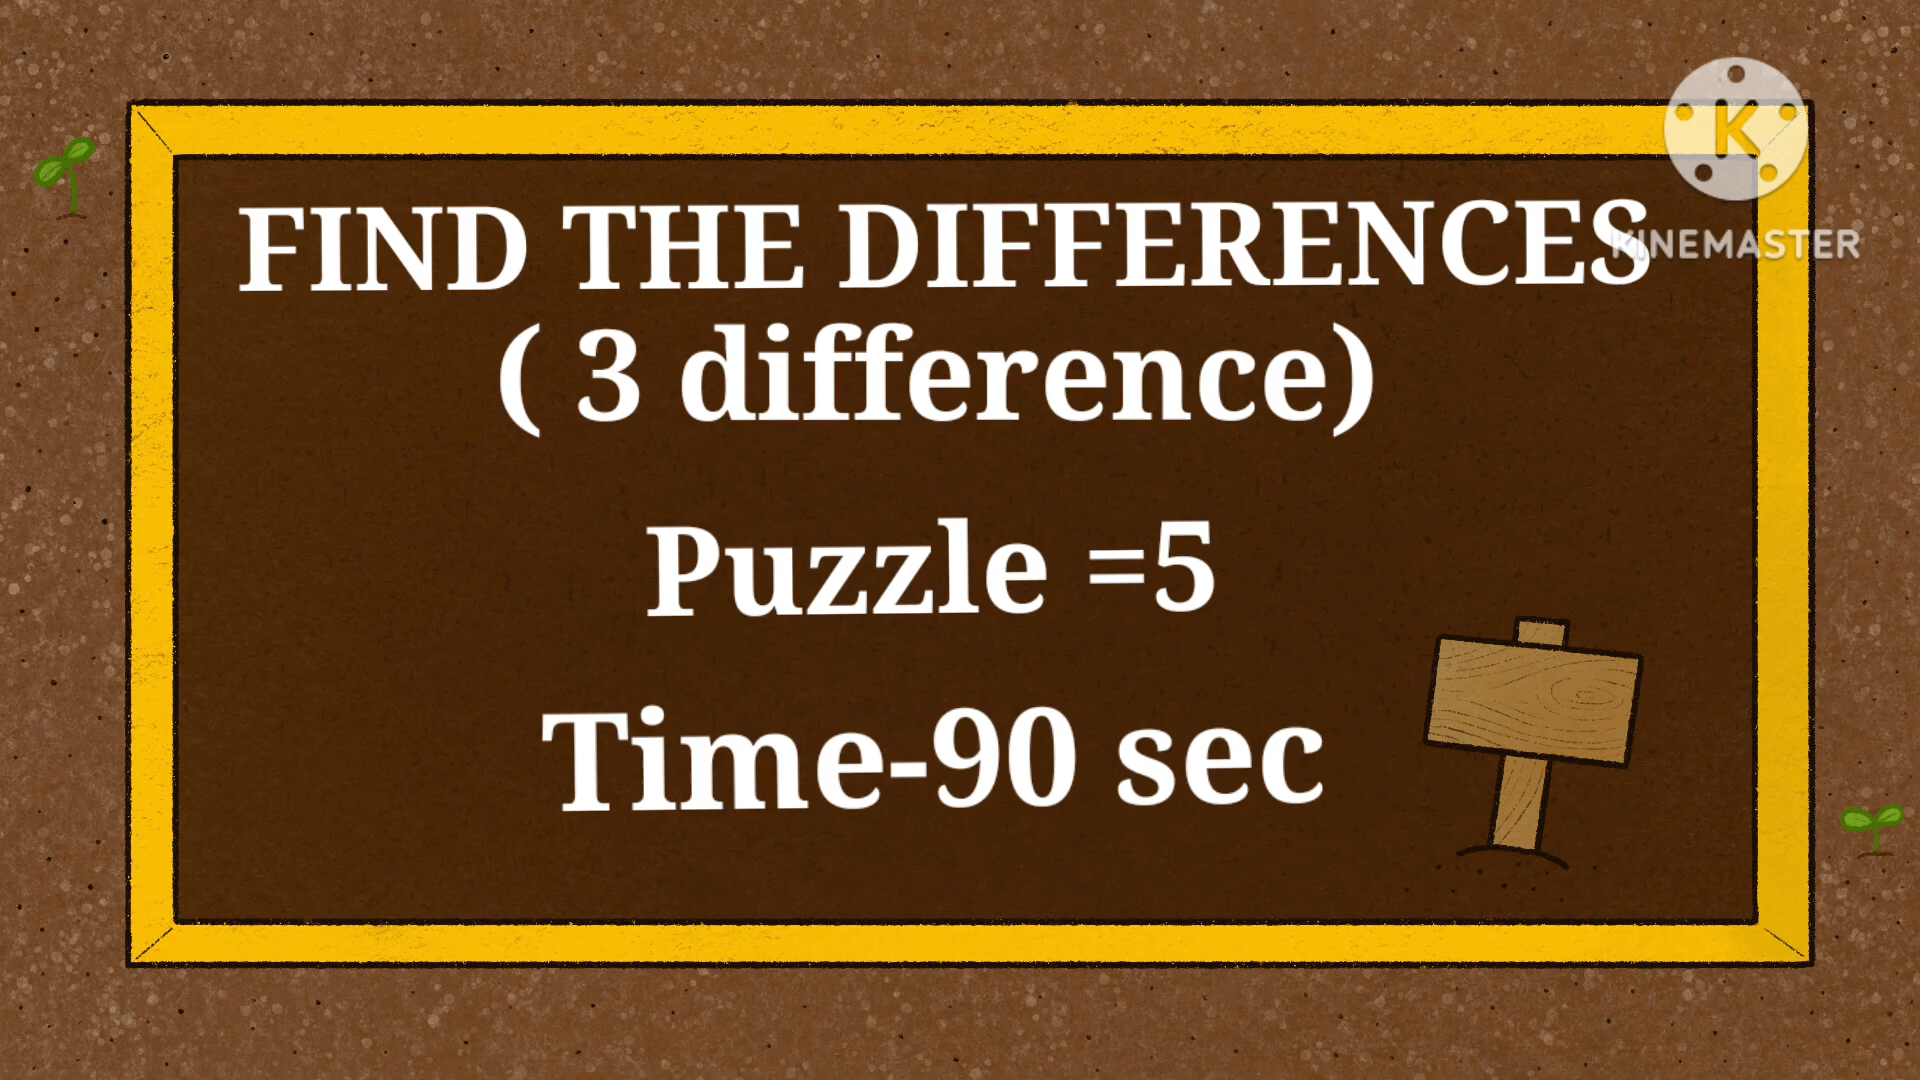 FIND THE DIFFERENCES
( 3 difference)
Puzzle =5
Time-90 sec
K
KINEMASTER